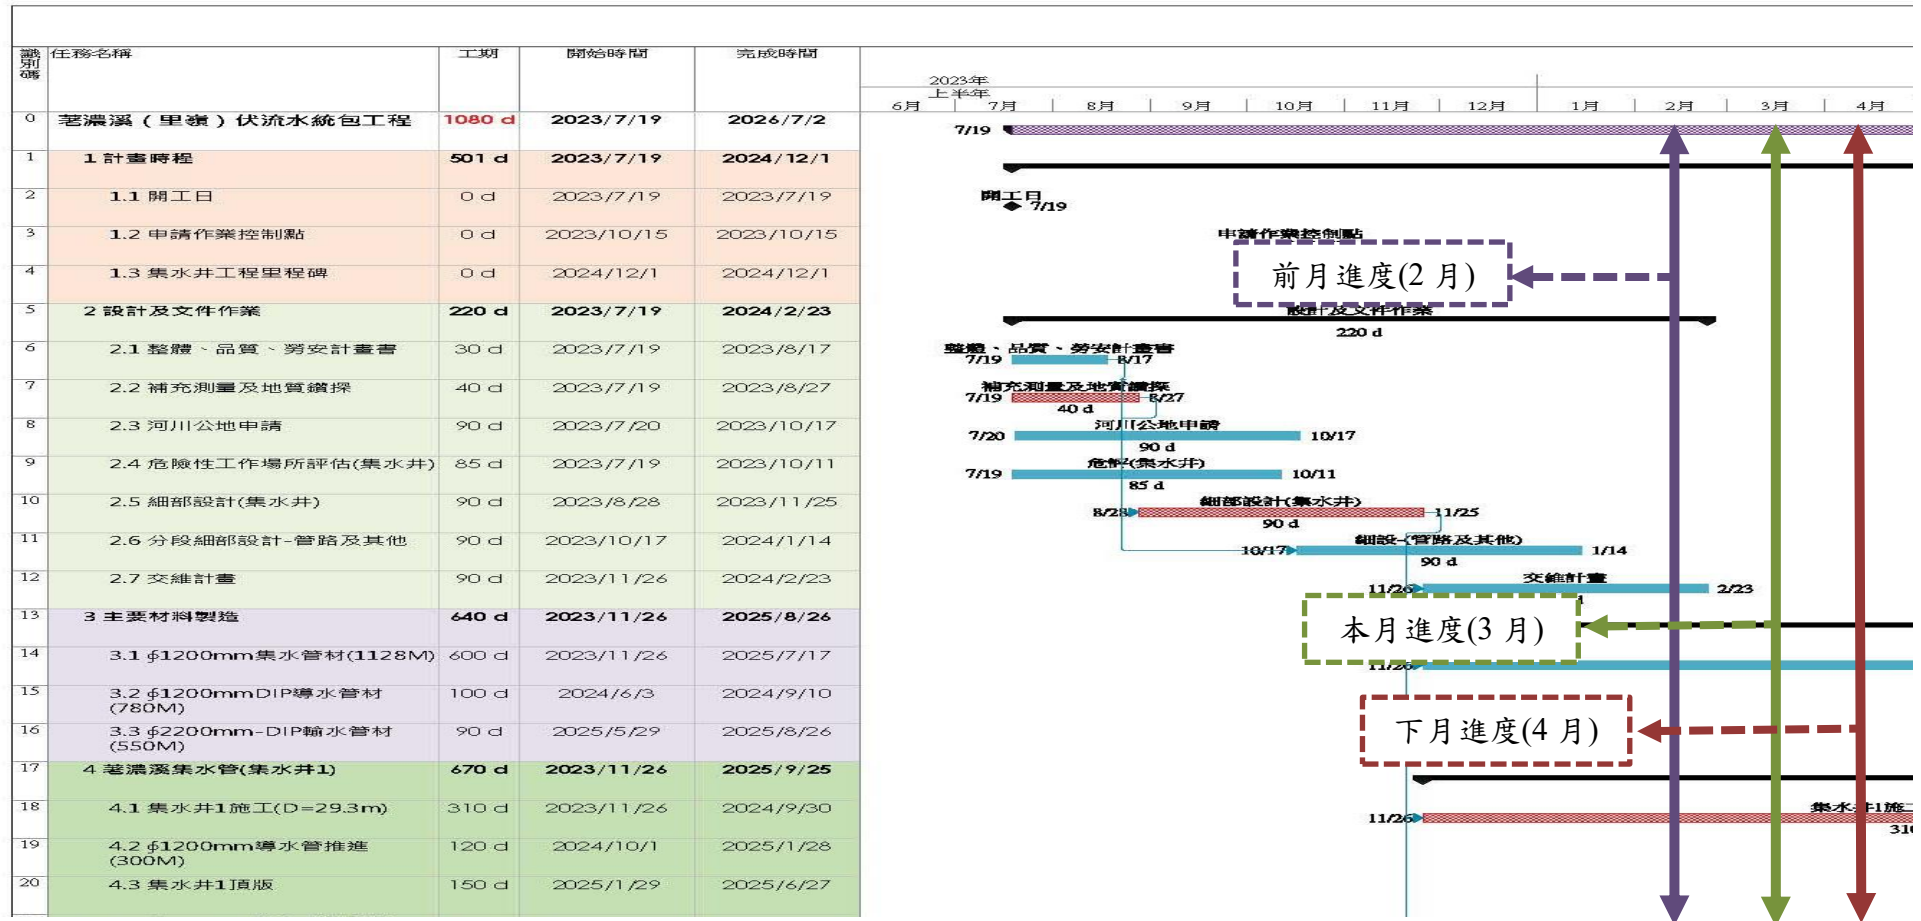 識別碼 任務名稱 工期 開始時間 完成時間
2023年
上半年
6月 7月 8月 9月 10月 11月 12月 1月 2月 3月 4月
0 荖濃溪（里嶺）伏流水統包工程 1080 d 2023/7/19 2026/7/2
7/19
1 1 計畫時程 501 d 2023/7/19 2024/12/1
2 1.1 開工日 0 d 2023/7/19 2023/7/19
開工日
7/19
3 1.2 申請作業控制點 0 d 2023/10/15 2023/10/15
申請作業控制點
4 1.3 集水井工程里程碑 0 d 2024/12/1 2024/12/1
前月進度(2 月)
5 2 設計及文件作業 220 d 2023/7/19 2024/2/23
設計及文件作業
220 d
6 2.1 整體、品質、勞安計畫書 30 d 2023/7/19 2023/8/17
整體、品質、勞安計畫書
7/19 8/17
7 2.2 補充測量及地質鑽探 40 d 2023/7/19 2023/8/27
補充測量及地質鑽探
7/19 8/27
40 d
8 2.3 河川公地申請 90 d 2023/7/20 2023/10/17
河川公地申請
7/20 10/17
90 d
9 2.4 危險性工作場所評估(集水井) 85 d 2023/7/19 2023/10/11
危評(集水井)
7/19 10/11
85 d
10 2.5 細部設計(集水井) 90 d 2023/8/28 2023/11/25
細部設計(集水井)
8/28 11/25
90 d
11 2.6 分段細部設計-管路及其他 90 d 2023/10/17 2024/1/14
細設-(管路及其他)
10/17 1/14
90 d
12 2.7 交維計畫 90 d 2023/11/26 2024/2/23
交維計畫
11/26 2/23
13 3 主要材料製造 640 d 2023/11/26 2025/8/26
本月進度(3 月)
14 3.1 ∮1200mm集水管材(1128M) 600 d 2023/11/26 2025/7/17
11/26
15 3.2 ∮1200mmDIP導水管材
(780M) 100 d 2024/6/3 2024/9/10
16 3.3 ∮2200mm-DIP輸水管材
(550M) 90 d 2025/5/29 2025/8/26
下月進度(4 月)
17 4 荖濃溪集水管(集水井1) 670 d 2023/11/26 2025/9/25
18 4.1 集水井1施工(D=29.3m) 310 d 2023/11/26 2024/9/30
集水井1施工
11/26
310
19 4.2 ∮1200mm導水管推進
(300M) 120 d 2024/10/1 2025/1/28
20 4.3 集水井1頂版 150 d 2025/1/29 2025/6/27